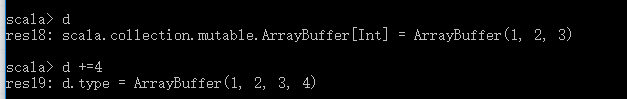 scala> d
res18: scala.collection.mutable.ArrayBuffer[Int] = ArrayBuffer(1, 2, 3)
scala> d +=4
res19: d.type = ArrayBuffer(1, 2, 3, 4)